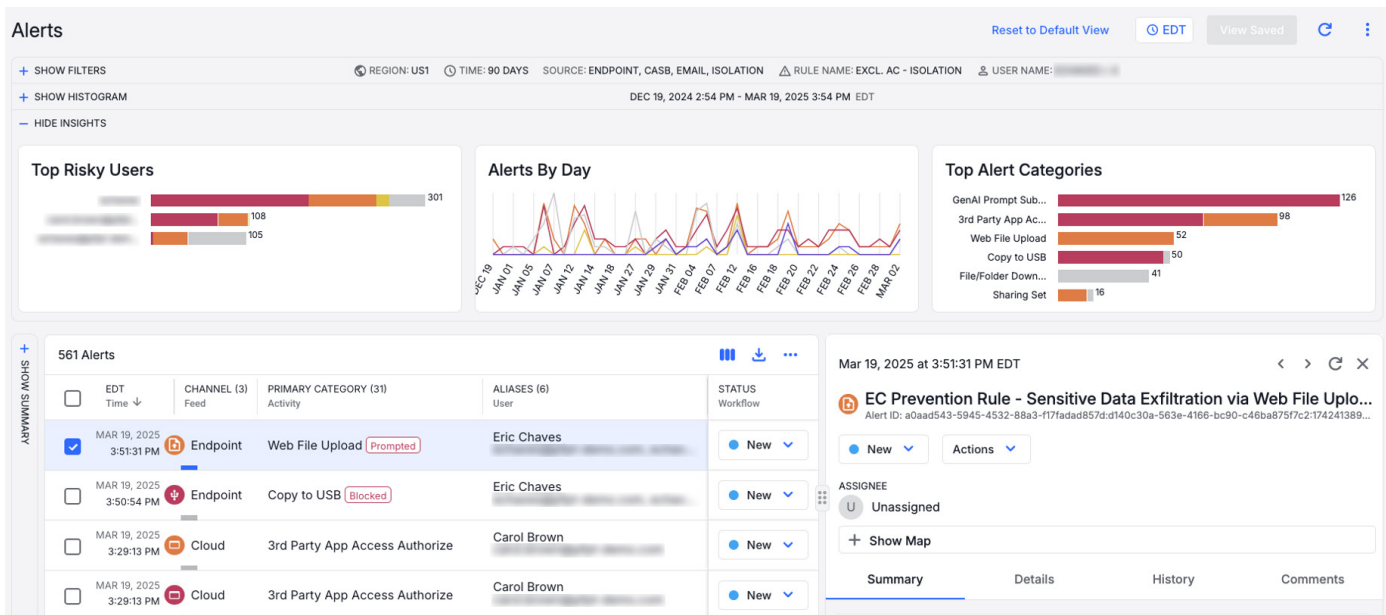 Alerts
Reset to Default View
EDT
View Saved
SHOW FILTERS
REGION: US1
TIME: 90 DAYS
SOURCE: ENDPOINT, CASB, EMAIL, ISOLATION
RULE NAME: EXCL. AC - ISOLATION
USER NAME:
SHOW HISTOGRAM
DEC 19, 2024 2:54 PM - MAR 19, 2025 3:54 PM EDT
HIDE INSIGHTS
Top Risky Users
301
108
105
Alerts By Day
DEC 19
JAN 01
JAN 05
JAN 07
JAN 12
JAN 14
JAN 18
JAN 27
JAN 29
JAN 31
FEB 04
FEB 07
FEB 12
FEB 16
FEB 18
FEB 20
FEB 22
FEB 24
FEB 26
FEB 28
MAR 02
Top Alert Categories
GenAI Prompt Sub... 126
3rd Party App Ac... 98
Web File Upload 52
Copy to USB 50
File/Folder Down... 41
Sharing Set 16
SHOW SUMMARY
561 Alerts
EDT CHANNEL (3) PRIMARY CATEGORY (31) ALIASES (6) STATUS
Time Feed Activity User Workflow
MAR 19, 2025
3:51:31 PM
Endpoint
Web File Upload Prompted
Eric Chaves
New
MAR 19, 2025
3:50:54 PM
Endpoint
Copy to USB Blocked
Eric Chaves
New
MAR 19, 2025
3:29:13 PM
Cloud
3rd Party App Access Authorize
Carol Brown
New
MAR 19, 2025
3:29:13 PM
Cloud
3rd Party App Access Authorize
Carol Brown
New
Mar 19, 2025 at 3:51:31 PM EDT
EC Prevention Rule - Sensitive Data Exfiltration via Web File Uplo...
Alert ID: a0aad543-5945-4532-88a3-f17fadad857d:d140c30a-563e-4166-bc90-c46ba875f7c2:174241389...
New
Actions
ASSIGNEE
U Unassigned
Show Map
Summary
Details
History
Comments